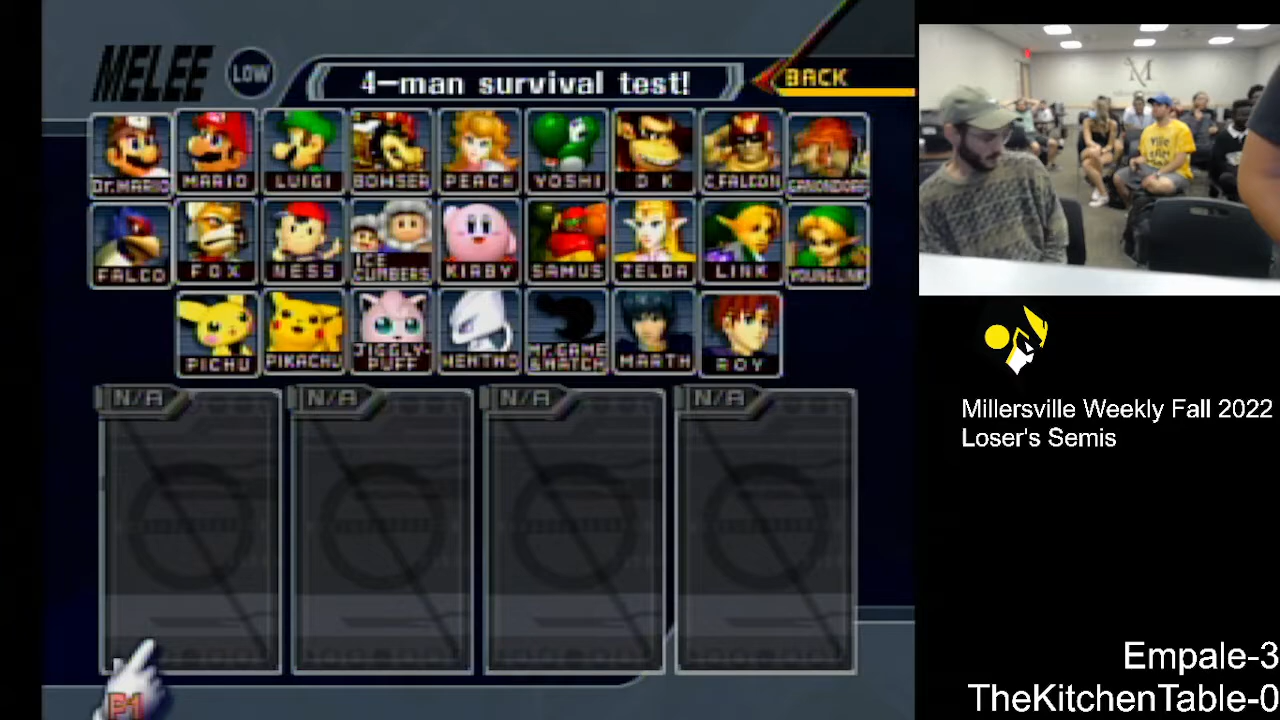 MELEE
LOW
4-man survival test!
BACK
Dr.MARIO MARIO LUIGI BOWSER PEACH YOSHI D K C.FALCON GANONDORF
FALCO FOX NESS ICE CLIMBERS KIRBY SAMUS ZELDA LINK YOUNG LINK
PICHU PIKACHU JIGGLY-PUFF MEWTWO Mr.GAME &WATCH MARTH ROY
N/A N/A N/A N/A
P1
M
Millersville Weekly Fall 2022
Loser's Semis
Empale-3
TheKitchenTable-0